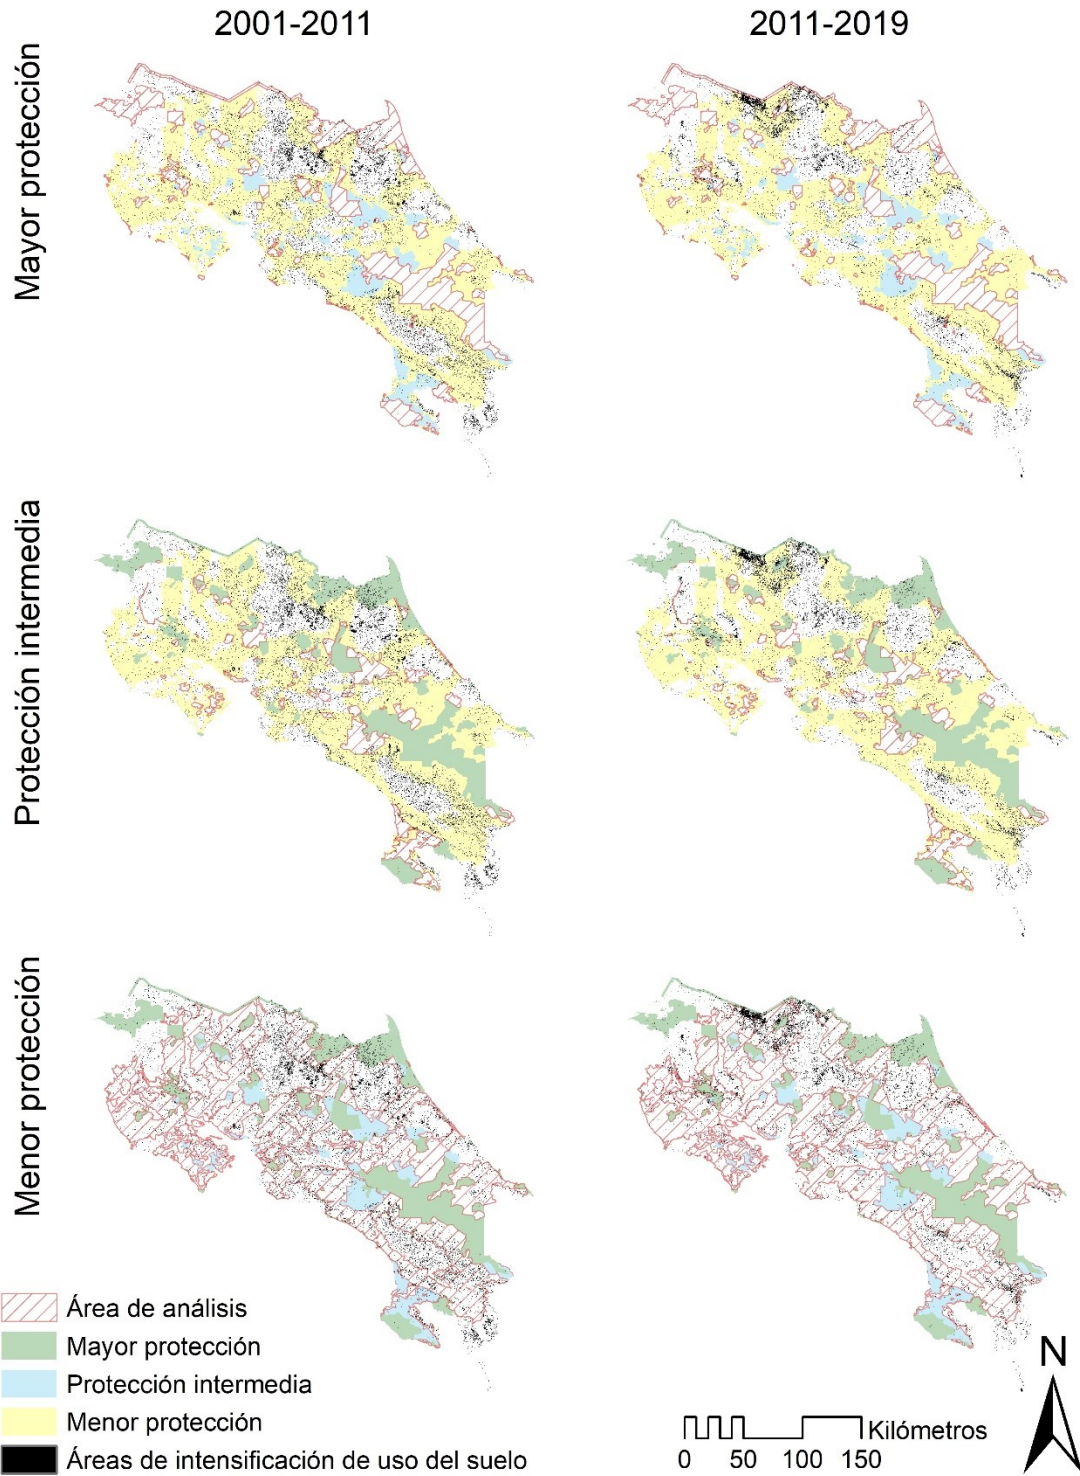 2001-2011
2011-2019
Mayor protección
Protección intermedia
Menor protección
Área de análisis
Mayor protección
Protección intermedia
Menor protección
Áreas de intensificación de uso del suelo
Kilómetros
0 50 100 150
N